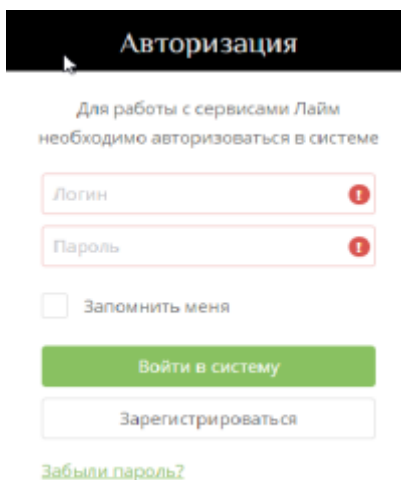 Авторизация
Для работы с сервисами Лайм
необходимо авторизоваться в системе
Логин
Пароль
Запомнить меня
Войти в систему
Зарегистрироваться
Забыли пароль?